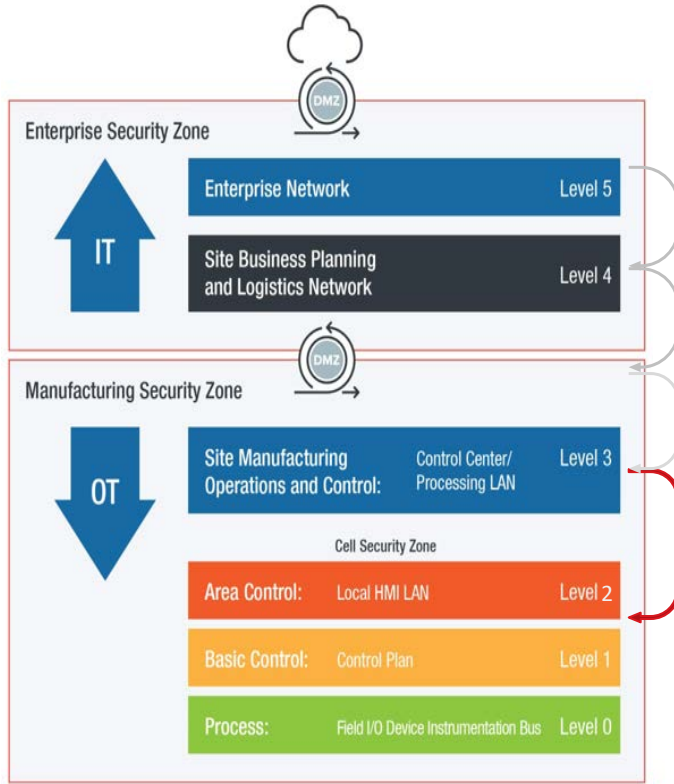 DMZ
Enterprise Security Zone
IT
Enterprise Network Level 5
Site Business Planning
and Logistics Network Level 4
DMZ
Manufacturing Security Zone
OT
Site Manufacturing Control Center/ Level 3
Operations and Control: Processing LAN
Cell Security Zone
Area Control: Local HMI LAN Level 2
Basic Control: Control Plan Level 1
Process: Field I/O Device Instrumentation Bus Level 0